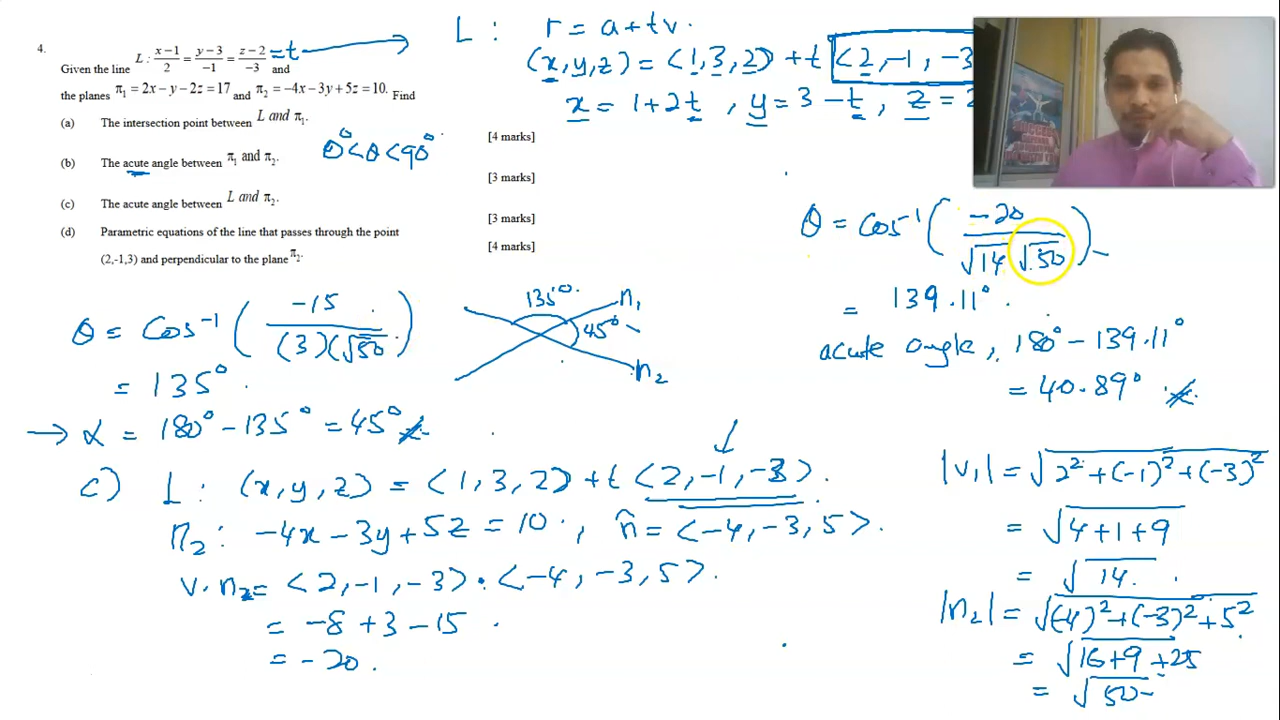 4.
Given the line L : x−1/2 = y−3/−1 = z−2/−3 = t → and
the planes π₁ = 2x − y − 2z = 17 and π₂ = −4x − 3y + 5z = 10. Find
(a) The intersection point between L and π₁.
[4 marks]
(b) The acute angle between π₁ and π₂.
0° < θ < 90°
[3 marks]
(c) The acute angle between L and π₂.
[3 marks]
(d) Parametric equations of the line that passes through the point
(2,-1,3) and perpendicular to the plane π₂.
[4 marks]
L : r = a + tv.
(x, y, z) = <1, 3, 2> + t <2, -1, -3
x = 1 + 2t , y = 3 − t , z =
θ = Cos⁻¹ ( −15 / (3)(√50 )
= 135°
→ α = 180° − 135° = 45°
135° n₁
45°
n₂
θ = Cos⁻¹ ( −20 / √14 √50 )
= 139.11°
acute angle, 180° − 139.11°
= 40.89°
c) L : (x, y, z) = <1, 3, 2> + t <2, −1, −3>.
π₂ : −4x − 3y + 5z = 10 , n̂ = <−4, −3, 5>.
v. n₂ = <2, −1, −3> • <−4, −3, 5>.
= −8 + 3 − 15
= −20.
|v₁| = √2² + (−1)² + (−3)²
= √4 + 1 + 9
= √14
|n₂| = √(−4)² + (−3)² + 5²
= √16 + 9 + 25
= √50